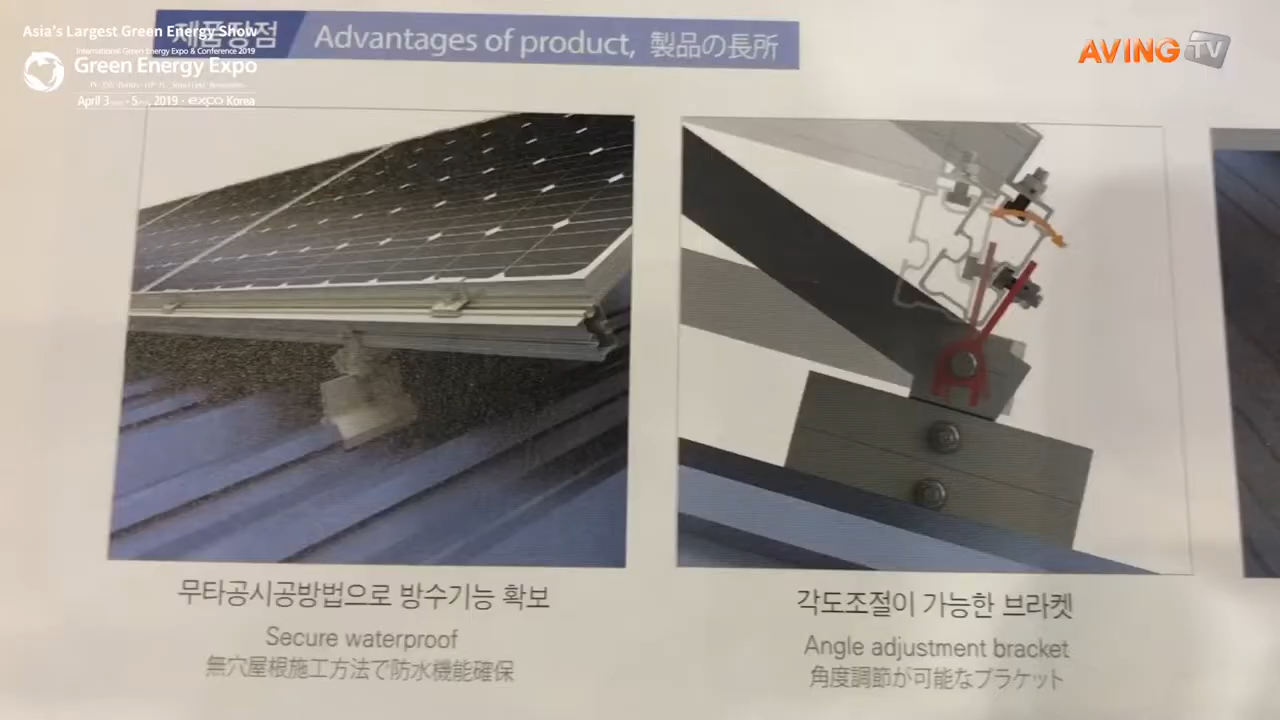 Asia's Largest Green Energy Show
International Green Energy Expo & Conference 2019
Green Energy Expo
April 3 - 5, 2019 · exco Korea
AVING TV
제품장점
Advantages of product, 製品の長所
무타공시공방법으로 방수기능 확보
Secure waterproof
無穴屋根施工方法で防水機能確保
각도조절이 가능한 브라켓
Angle adjustment bracket
角度調節が可能なブラケット